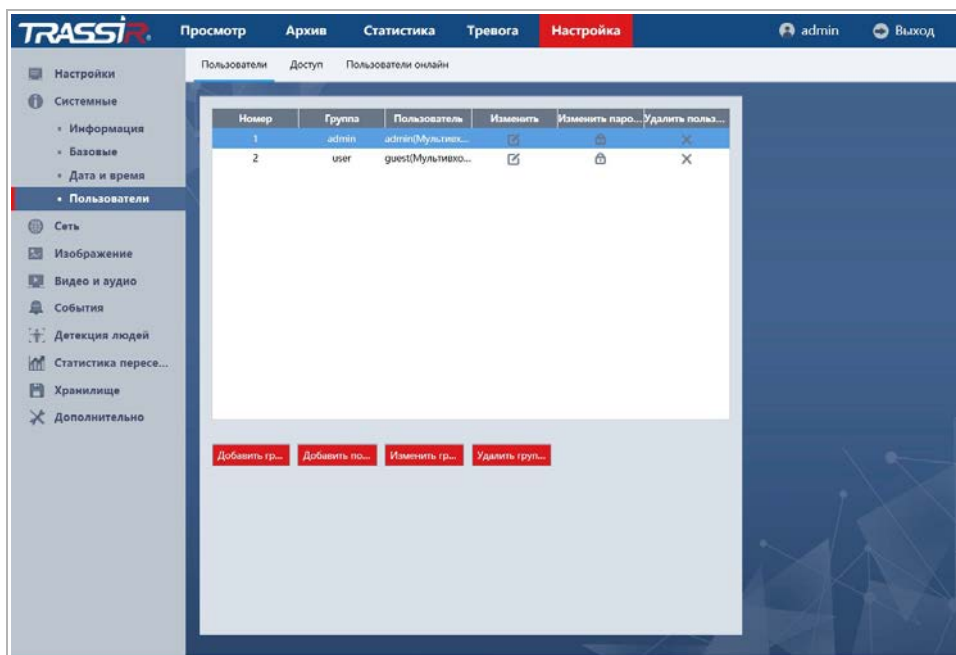 TRASSIR Просмотр Архив Статистика Тревога Настройка admin Выход
Пользователи Доступ Пользователи онлайн
Настройки
Системные
Информация
Базовые
Дата и время
Пользователи
Сеть
Изображение
Видео и аудио
События
Детекция людей
Статистика пересе...
Хранилище
Дополнительно
Номер Группа Пользователь Изменить Изменить паро... Удалить польз...
1 admin admin(Мультивх...
2 user guest(Мультивхо...
Добавить гр... Добавить по... Изменить гр... Удалить груп...